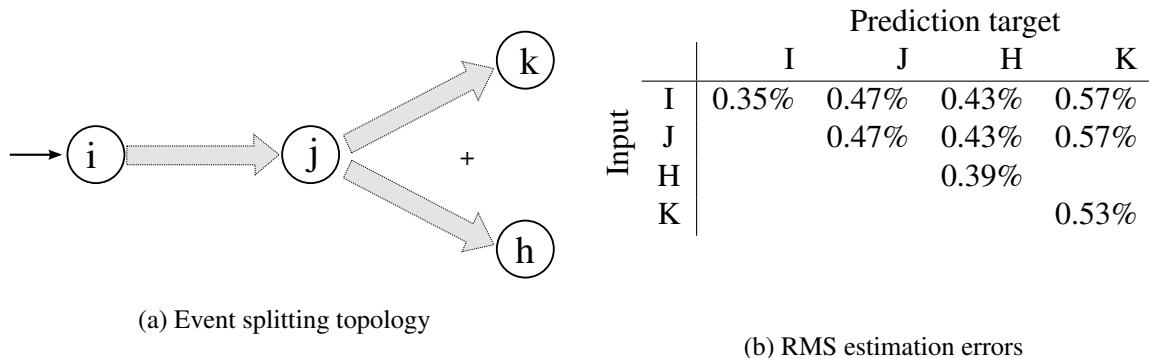 i
j
k
+
h
(a) Event splitting topology
Prediction target
I J H K
Input
I 0.35% 0.47% 0.43% 0.57%
J 0.47% 0.43% 0.57%
H 0.39%
K 0.53%
(b) RMS estimation errors